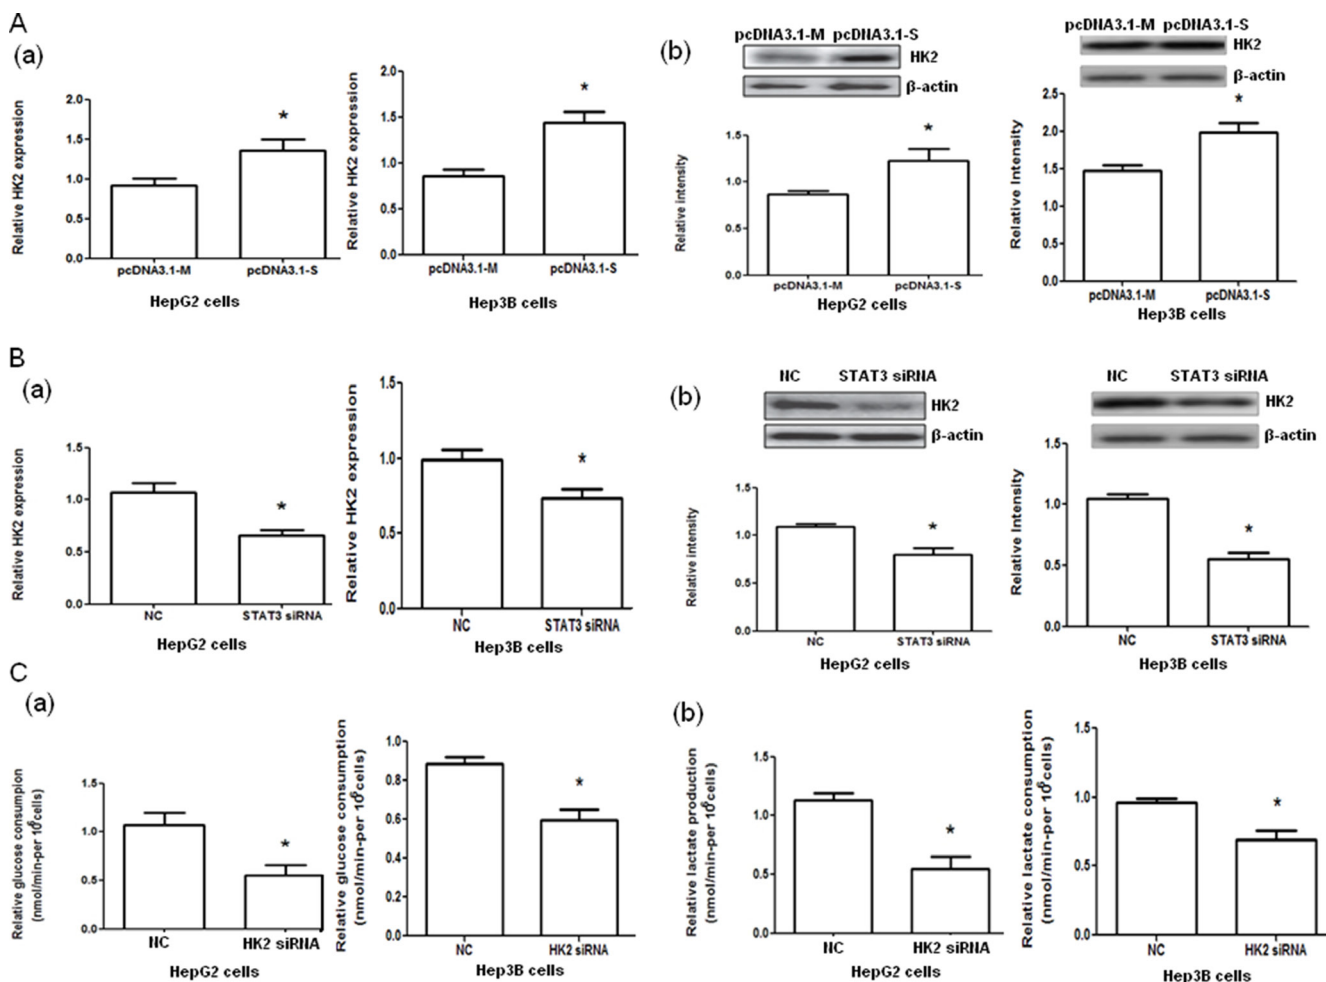 A
(a)
Relative HK2 expression
2.0
1.5
1.0
0.5
0.0
*
pcDNA3.1-M pcDNA3.1-S
HepG2 cells
Relative HK2 expression
2.0
1.5
1.0
0.5
0.0
*
pcDNA3.1-M pcDNA3.1-S
Hep3B cells
(b)
pcDNA3.1-M pcDNA3.1-S
HK2
β-actin
Relative intensity
1.5
1.0
0.5
0.0
*
pcDNA3.1-M pcDNA3.1-S
HepG2 cells
pcDNA3.1-M pcDNA3.1-S
HK2
β-actin
Relative Intensity
2.5
2.0
1.5
1.0
0.5
0.0
*
pcDNA3.1-M pcDNA3.1-S
Hep3B cells
B
(a)
Relative HK2 expression
1.5
1.0
0.5
0.0
*
NC STAT3 siRNA
HepG2 cells
Relative HK2 expression
1.5
1.0
0.5
0.0
*
NC STAT3 siRNA
Hep3B cells
(b)
NC STAT3 siRNA
HK2
β-actin
Relative intensity
1.5
1.0
0.5
0.0
*
NC STAT3 siRNA
HepG2 cells
NC STAT3 siRNA
HK2
β-actin
Relative Intensity
1.5
1.0
0.5
0.0
*
NC STAT3 siRNA
Hep3B cells
C
(a)
Relative glucose consumpion
(nmol/min-per 10⁶cells)
1.5
1.0
0.5
0.0
*
NC HK2 siRNA
HepG2 cells
Relative glucose consumption
(nmol/min-per 10⁶cells)
1.0
0.8
0.6
0.4
0.2
0.0
*
NC HK2 siRNA
Hep3B cells
(b)
Relative lactate production
(nmol/min-per 10⁶cells)
1.5
1.0
0.5
0.0
*
NC HK2 siRNA
HepG2 cells
Relative lactate consumption
(nmol/min-per 10⁶cells)
1.5
1.0
0.5
0.0
*
NC HK2 siRNA
Hep3B cells